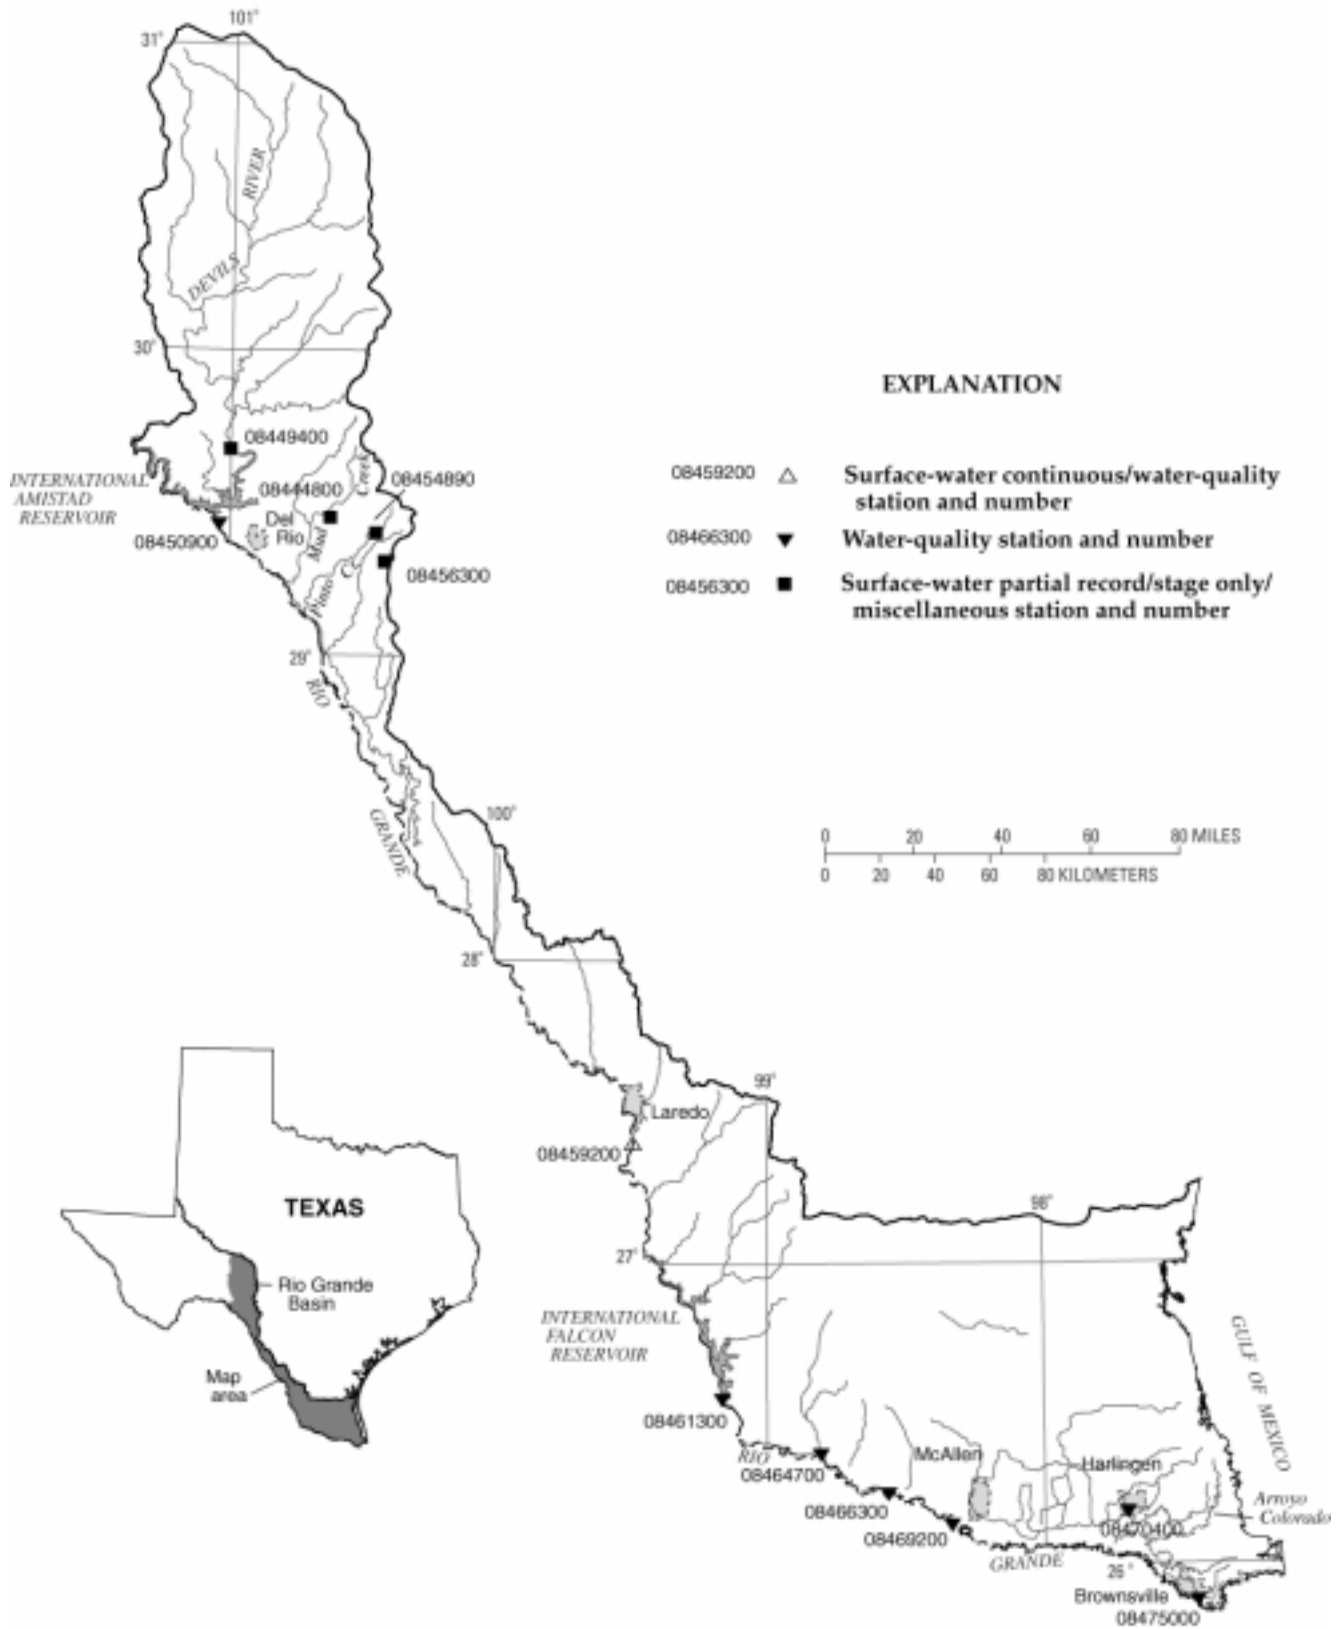 101°
31°
RIVER
DEVILS
30°
EXPLANATION
08449400
08459200
Surface-water continuous/water-quality
station and number
INTERNATIONAL
AMISTAD
RESERVOIR
08444800
Creek
08454890
Del
Rio
08450900
Mud
08466300
Water-quality station and number
08456300
Pinto
C
08456300
Surface-water partial record/stage only/
miscellaneous station and number
29°
RIO
GRANDE
100°
0 20 40 60 80 MILES
0 20 40 60 80 KILOMETERS
28°
99°
Laredo
08459200
TEXAS
98°
27°
Rio Grande
Basin
INTERNATIONAL
FALCON
RESERVOIR
GULF OF MEXICO
Map
area
08461300
RIO
08464700
McAllen
Harlingen
08466300
08469200
08470400
Arroyo
Colorado
GRANDE
26°
Brownsville
08475000